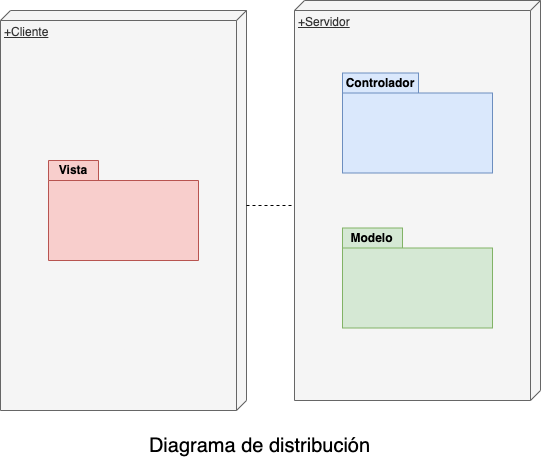 +Cliente
Vista
+Servidor
Controlador
Modelo
Diagrama de distribución